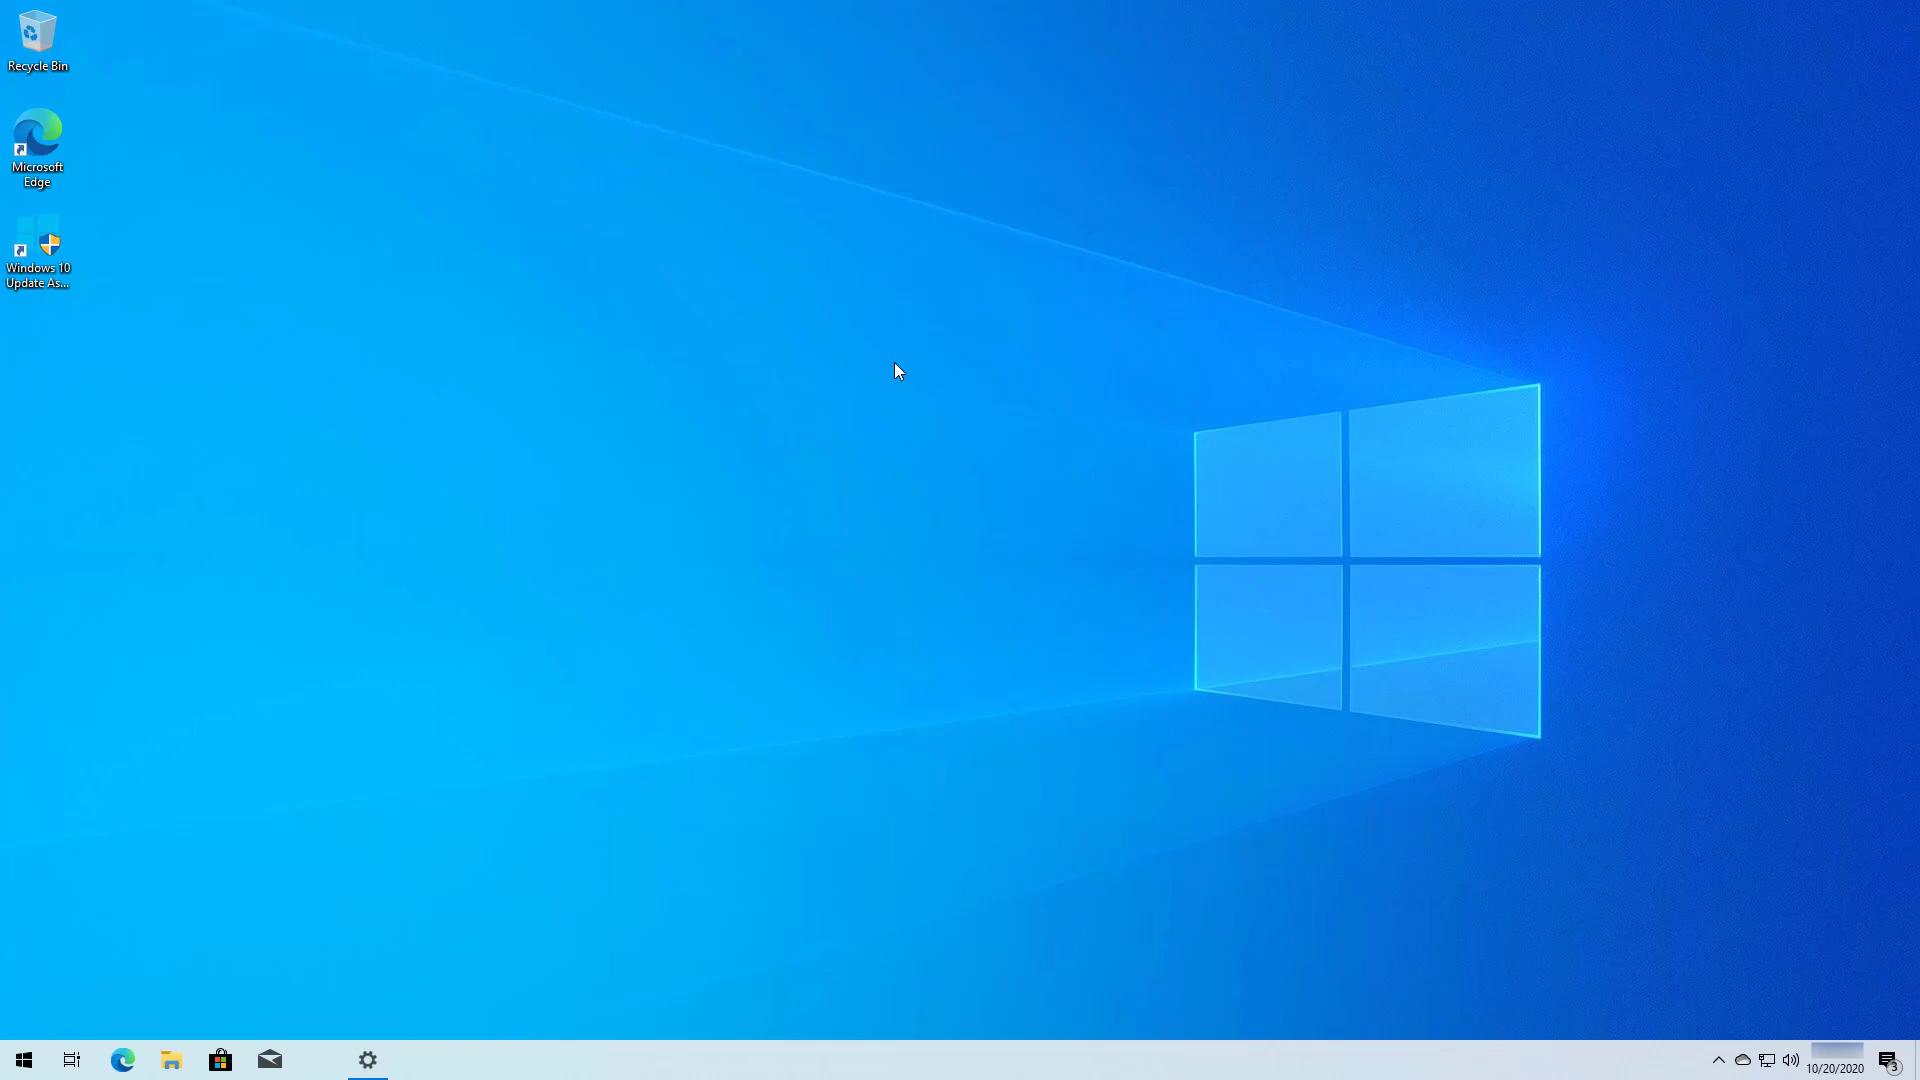 Recycle Bin
Microsoft
Edge
Windows 10
Update As...
10/20/2020
3